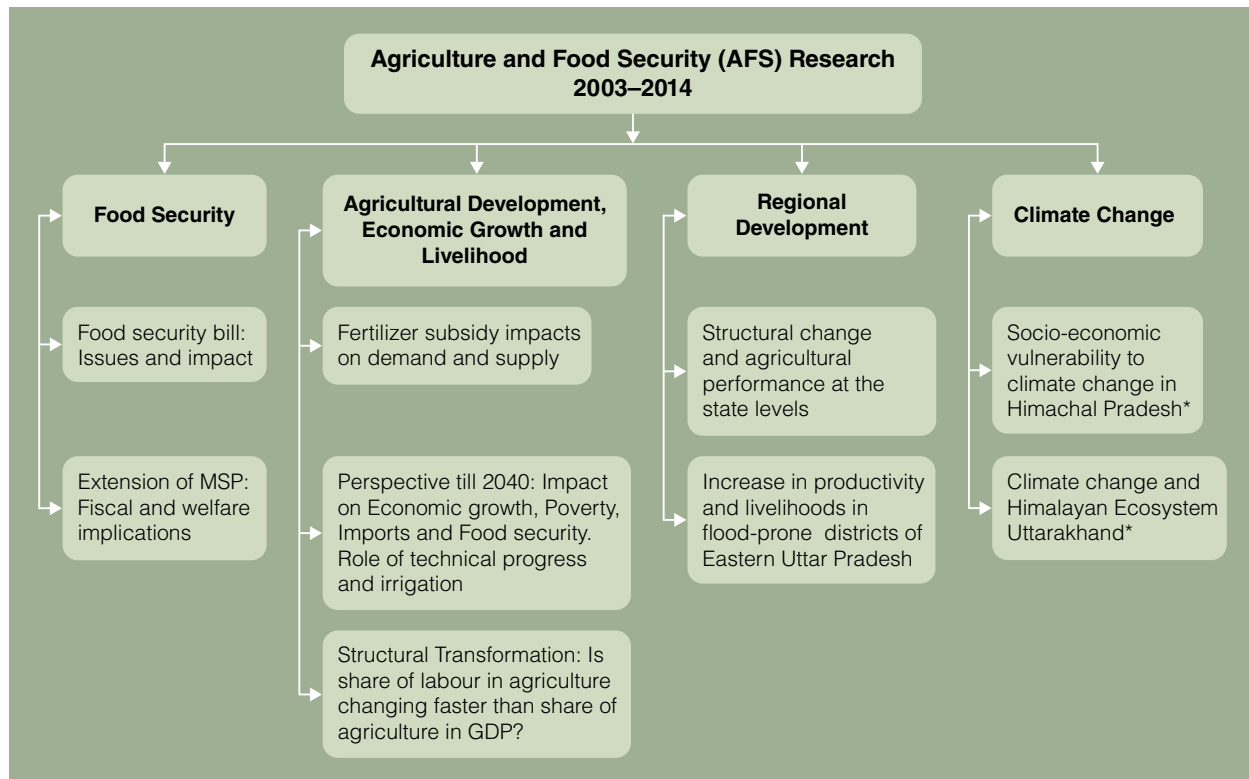 Agriculture and Food Security (AFS) Research
2003–2014
Food Security
Food security bill:
Issues and impact
Extension of MSP:
Fiscal and welfare
implications
Agricultural Development,
Economic Growth and
Livelihood
Fertilizer subsidy impacts
on demand and supply
Perspective till 2040: Impact
on Economic growth, Poverty,
Imports and Food security.
Role of technical progress
and irrigation
Structural Transformation: Is
share of labour in agriculture
changing faster than share of
agriculture in GDP?
Regional
Development
Structural change
and agricultural
performance at the
state levels
Increase in productivity
and livelihoods in
flood-prone districts of
Eastern Uttar Pradesh
Climate Change
Socio-economic
vulnerability to
climate change in
Himachal Pradesh*
Climate change and
Himalayan Ecosystem
Uttarakhand*